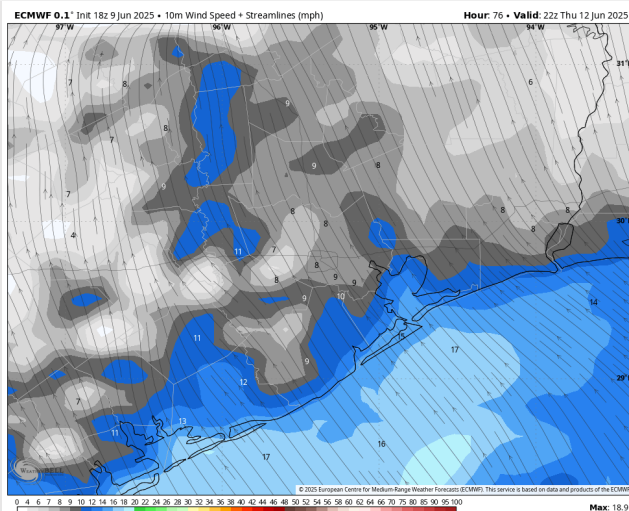 ECMWF 0.1° Init 18z 9 Jun 2025 • 10m Wind Speed + Streamlines (mph) Hour: 76 • Valid: 22z Thu 12 Jun 2025
97°W 96°W 95°W 94°W
31°N
7 8 6
9
8
7
9 8
9
7
8 8 8
8
30°N
4
8
11 7
8 9
8 9
9 10
14
11 15
17
9
29°N
12
7
13
11
16
17
WeatherBELL
© 2025 European Centre for Medium-Range Weather Forecasts (ECMWF). This service is based on data and products of the ECMWF
0 4 6 7 8 9 10 12 14 16 18 20 22 24 26 28 30 32 34 36 38 40 42 44 46 48 50 52 54 56 58 60 62 64 66 68 70 75 80 85 90 95 100
Max: 18.9